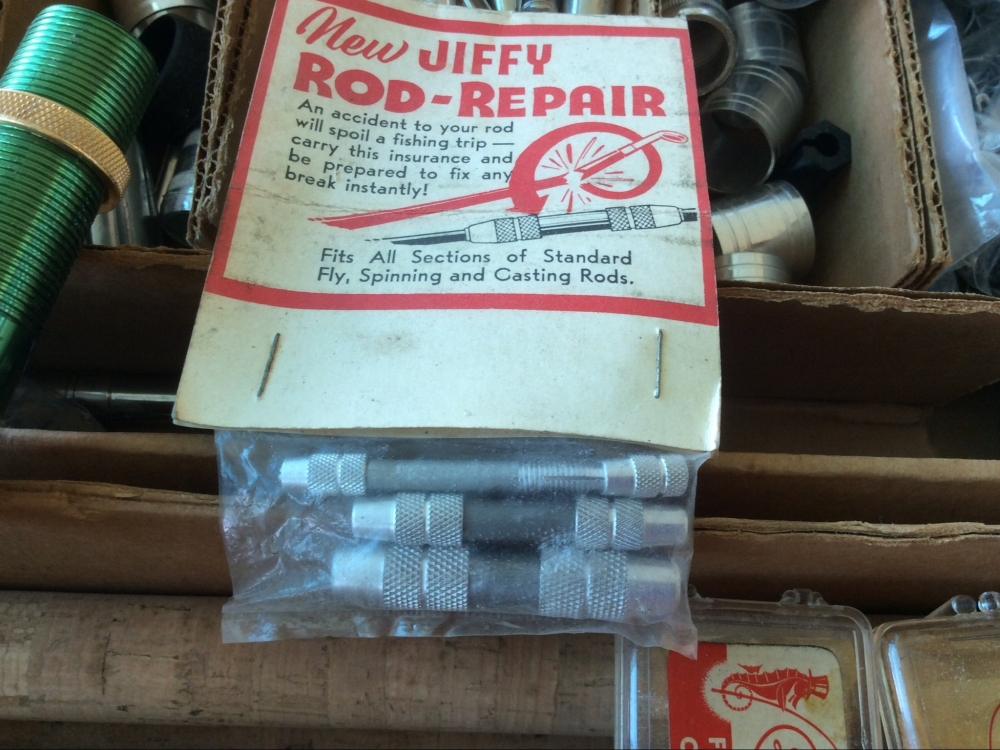 New JIFFY
ROD-REPAIR
An accident to your rod
will spoil a fishing trip —
carry this insurance and
be prepared to fix any
break instantly!
Fits All Sections of Standard
Fly, Spinning and Casting Rods.